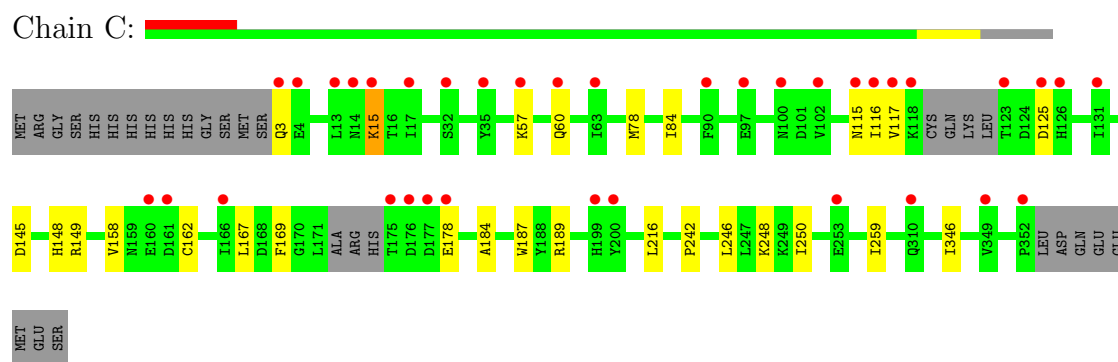 Chain C:
MET ARG GLY SER HIS HIS HIS HIS HIS HIS GLY SER MET SER Q3 E4 L13 N14 K15 T16 I17 S32 Y35 K57 Q60 I63 M78 I84 F90 E97 N100 D101 V102 N115 I116 V117 K118 CYS GLN LYS LEU T123 D124 D125 H126 I131
D145 H148 R149 V158 N159 E160 D161 C162 I166 L167 D168 F169 G170 L171 ALA ARG HIS T175 D176 D177 E178 A184 W187 Y188 R189 H199 Y200 L216 P242 L246 L247 K248 K249 I250 E253 I259 Q310 I346 V349 P352 LEU ASP GLN GLU GLU
MET GLU SER